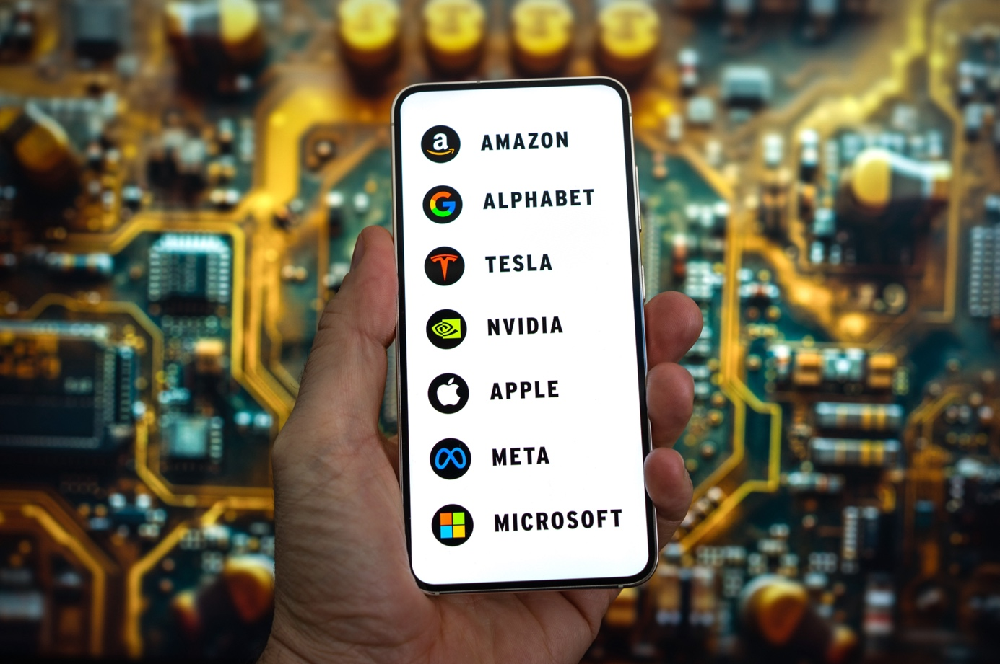 AMAZON
ALPHABET
TESLA
NVIDIA
APPLE
META
MICROSOFT